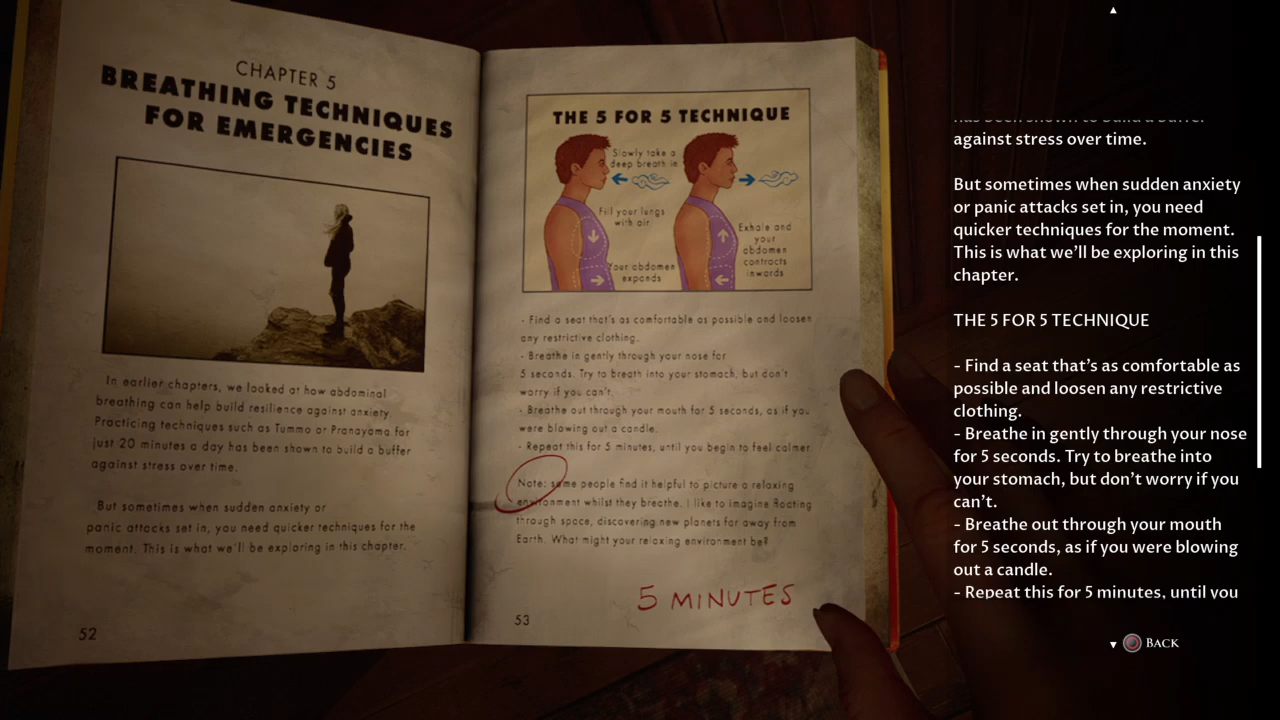 CHAPTER 5
BREATHING TECHNIQUES
FOR EMERGENCIES
In earlier chapters, we looked at how abdominal
breathing can help build resilience against anxiety.
Practicing techniques such as Tummo or Pranayama for
just 20 minutes a day has been shown to build a buffer
against stress over time.
But sometimes when sudden anxiety or
panic attacks set in, you need quicker techniques for the
moment. This is what we'll be exploring in this chapter.
52
THE 5 FOR 5 TECHNIQUE
Slowly take a
deep breath in
Fill your lungs
with air
Your abdomen
expands
Exhale and
your
abdomen
contracts
inwards
- Find a seat that's as comfortable as possible and loosen
any restrictive clothing.
- Breathe in gently through your nose for
5 seconds. Try to breath into your stomach, but don't
worry if you can't.
- Breathe out through your mouth for 5 seconds, as if you
were blowing out a candle.
- Repeat this for 5 minutes, until you begin to feel calmer
Note: some people find it helpful to picture a relaxing
environment whilst they breathe. I like to imagine floating
through space, discovering new planets far away from
Earth. What might your relaxing environment be?
5 MINUTES
53
has been shown to build a buffer
against stress over time.
But sometimes when sudden anxiety
or panic attacks set in, you need
quicker techniques for the moment.
This is what we'll be exploring in this
chapter.
THE 5 FOR 5 TECHNIQUE
- Find a seat that's as comfortable as
possible and loosen any restrictive
clothing.
- Breathe in gently through your nose
for 5 seconds. Try to breathe into
your stomach, but don't worry if you
can't.
- Breathe out through your mouth
for 5 seconds, as if you were blowing
out a candle.
- Repeat this for 5 minutes, until you
BACK